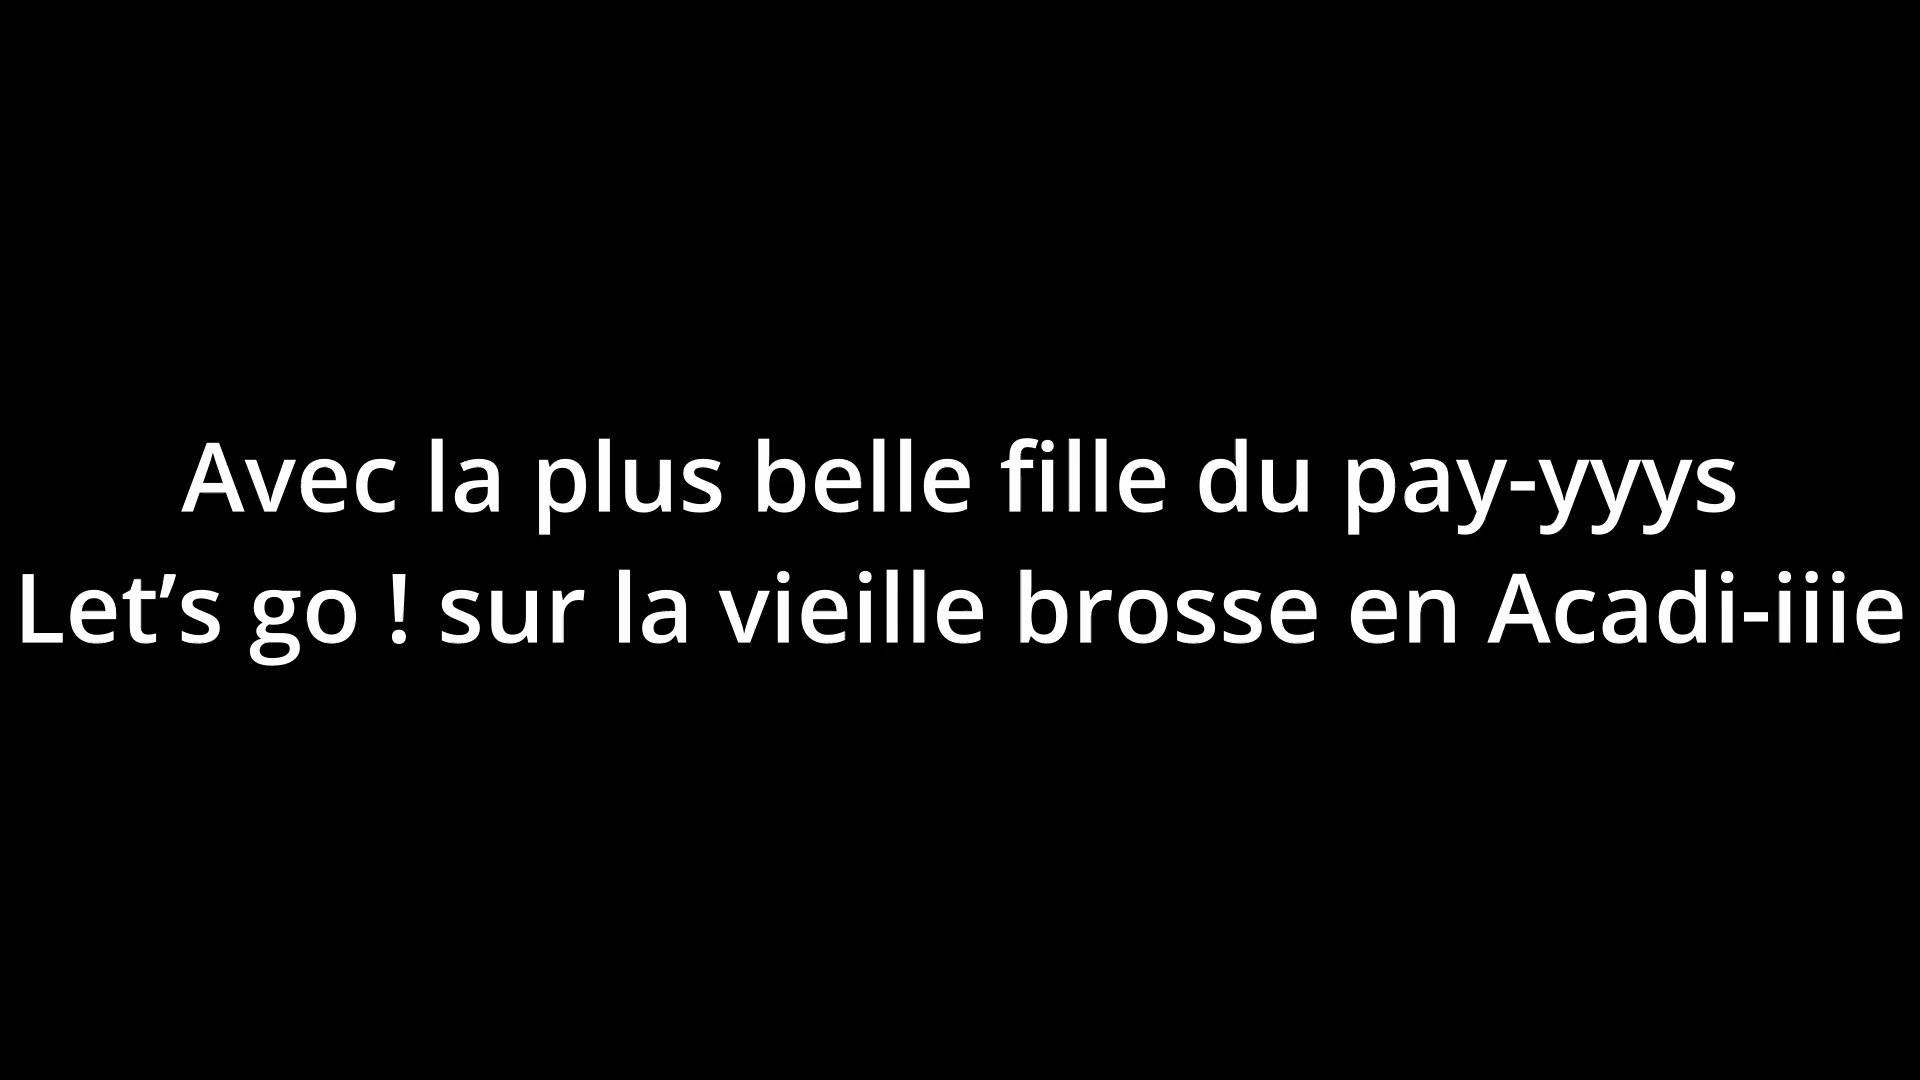 Avec la plus belle fille du pay-yyys
Let’s go ! sur la vieille brosse en Acadi-iiie